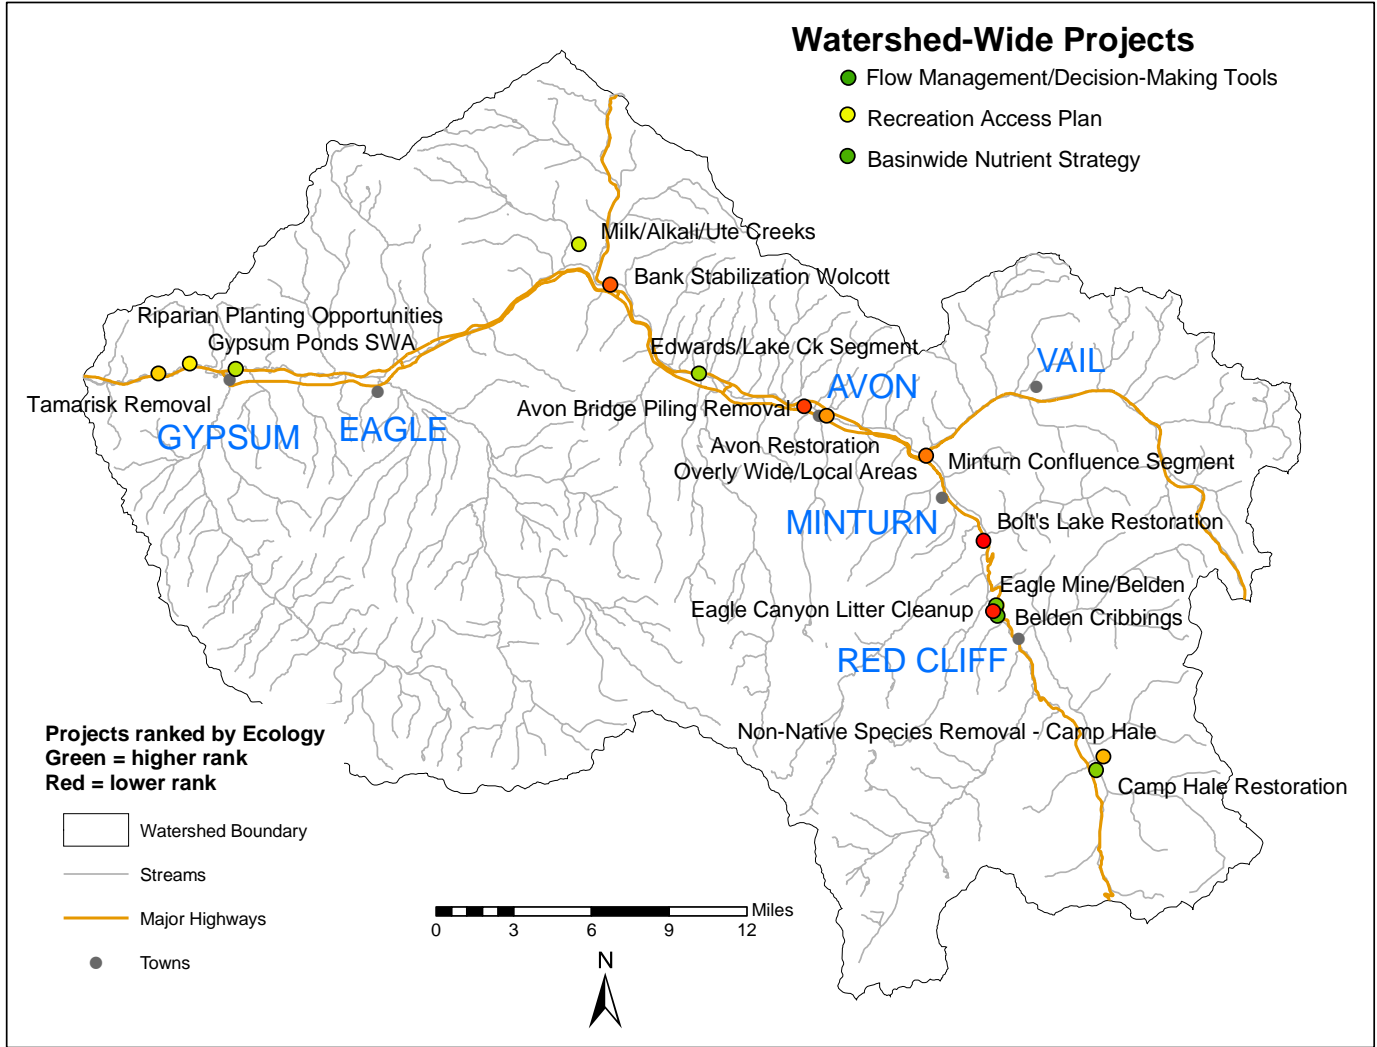 Watershed-Wide Projects
Flow Management/Decision-Making Tools
Recreation Access Plan
Basinwide Nutrient Strategy
Milk/Alkali/Ute Creeks
Bank Stabilization Wolcott
Riparian Planting Opportunities
Gypsum Ponds SWA
Edwards/Lake Ck Segment
VAIL
AVON
Tamarisk Removal
Avon Bridge Piling Removal
GYPSUM
EAGLE
Avon Restoration
Overly Wide/Local Areas
Minturn Confluence Segment
MINTURN
Bolt's Lake Restoration
Eagle Mine/Belden
Eagle Canyon Litter Cleanup
Belden Cribbings
RED CLIFF
Non-Native Species Removal - Camp Hale
Camp Hale Restoration
Projects ranked by Ecology
Green = higher rank
Red = lower rank
Watershed Boundary
Streams
Major Highways
Towns
Miles
0 3 6 9 12
N